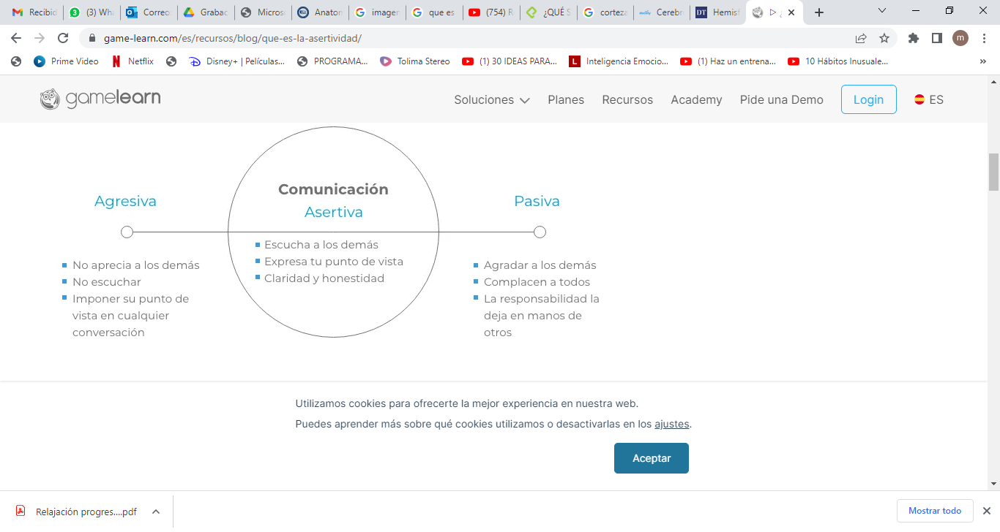 Recibid
(3) Wha
Correo
Grabac
Micros
Anaton
imagen
que es
(754) R
¿QUÉ S
corteza
Cerebr
DT Hemisf
game-learn.com/es/recursos/blog/que-es-la-asertividad/
m
Prime Video
Netflix
Disney+ | Películas...
PROGRAMA...
Tolima Stereo
(1) 30 IDEAS PARA...
L Inteligencia Emocio...
(1) Haz un entrena...
10 Hábitos Inusuale...
gamelearn
Soluciones
Planes
Recursos
Academy
Pide una Demo
Login
ES
Comunicación
Asertiva
Agresiva
Pasiva
Escucha a los demás
Expresa tu punto de vista
Claridad y honestidad
No aprecia a los demás
No escuchar
Imponer su punto de
vista en cualquier
conversación
Agradar a los demás
Complacen a todos
La responsabilidad la
deja en manos de
otros
Utilizamos cookies para ofrecerte la mejor experiencia en nuestra web.
Puedes aprender más sobre qué cookies utilizamos o desactivarlas en los ajustes.
Aceptar
Relajación progres....pdf
Mostrar todo